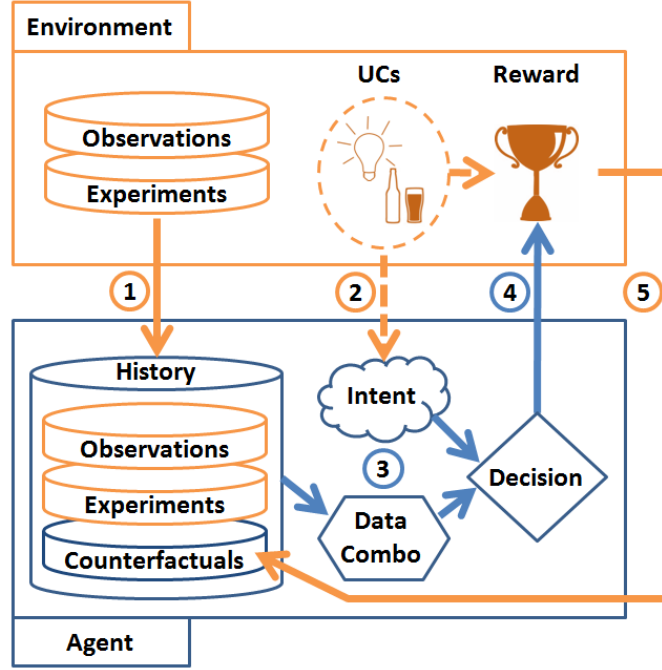 Environment
UCs
Reward
Observations
Experiments
1
2
4
5
History
Intent
Observations
3
Decision
Experiments
Data
Combo
Counterfactuals
Agent